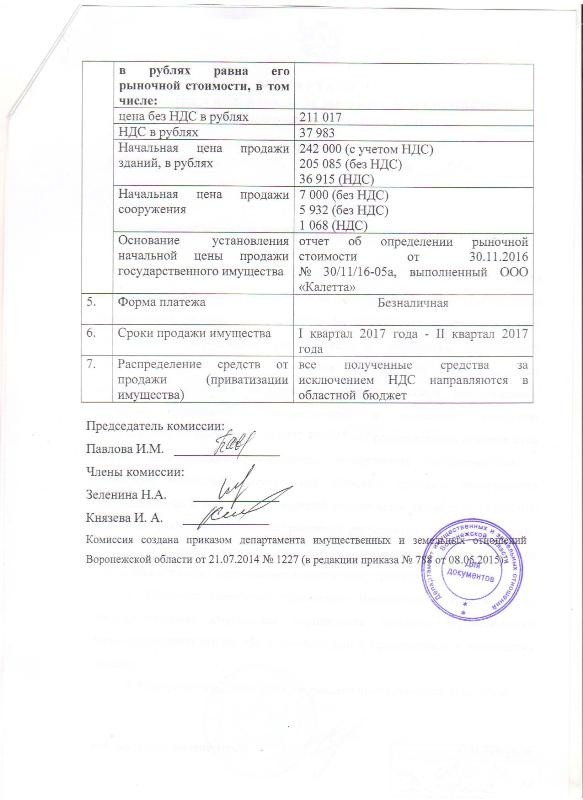 в рублях равна его
рыночной стоимости, в том
числе:
цена без НДС в рублях 211 017
НДС в рублях 37 983
Начальная цена продажи 242 000 (с учетом НДС)
зданий, в рублях 205 085 (без НДС)
36 915 (НДС)
Начальная цена продажи 7 000 (без НДС)
сооружения 5 932 (без НДС)
1 068 (НДС)
Основание установления отчет об определении рыночной
начальной цены продажи стоимости от 30.11.2016
государственного имущества № 30/11/16-05а, выполненный ООО
«Калетта»
5. Форма платежа Безналичная
6. Сроки продажи имущества I квартал 2017 года - II квартал 2017
года
7. Распределение средств от все полученные средства за
продажи (приватизации исключением НДС направляются в
имущества) областной бюджет
Председатель комиссии:
Павлова И.М.
Члены комиссии:
Зеленина Н.А.
Князева И. А.
Комиссия создана приказом департамента имущественных и земельных отношений
Воронежской области от 21.07.2014 № 1227 (в редакции приказа № 788 от 08.05.2015).
Департамент имущественных и земельных отношений
Воронежской области
Для
документов